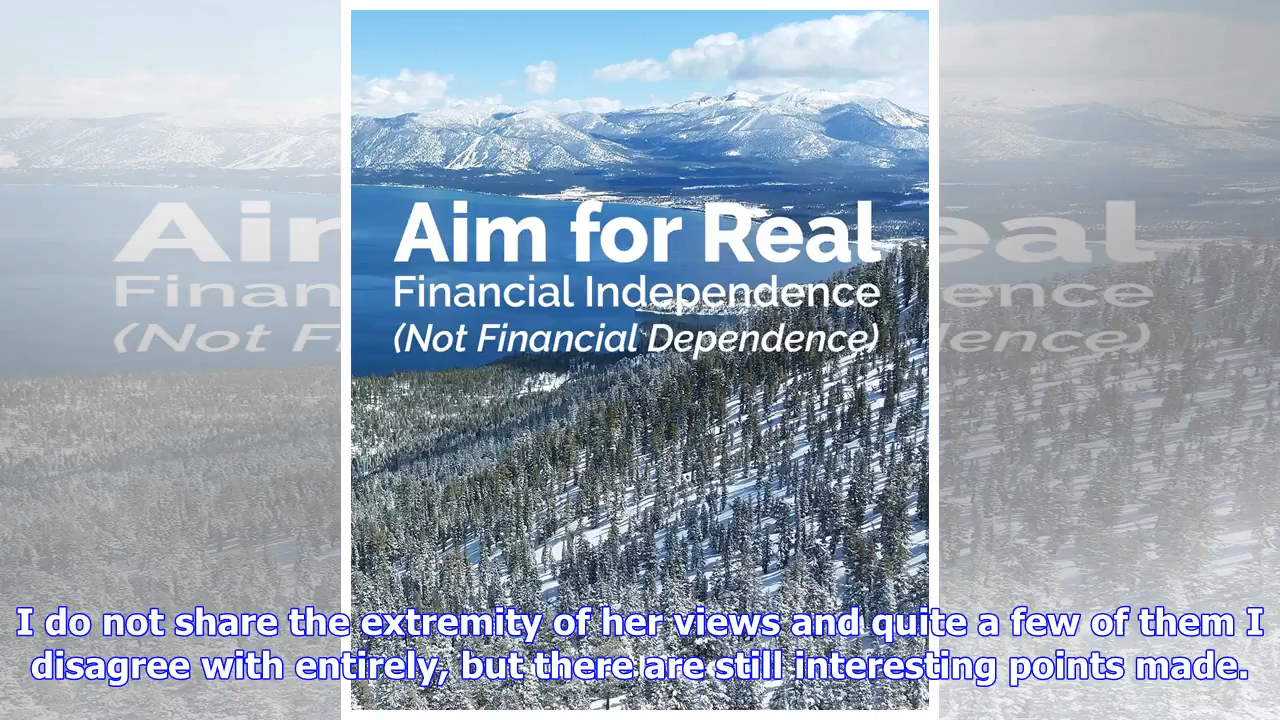 Aim for Real
Financial Independence
(Not Financial Dependence)
I do not share the extremity of her views and quite a few of them I
disagree with entirely, but there are still interesting points made.